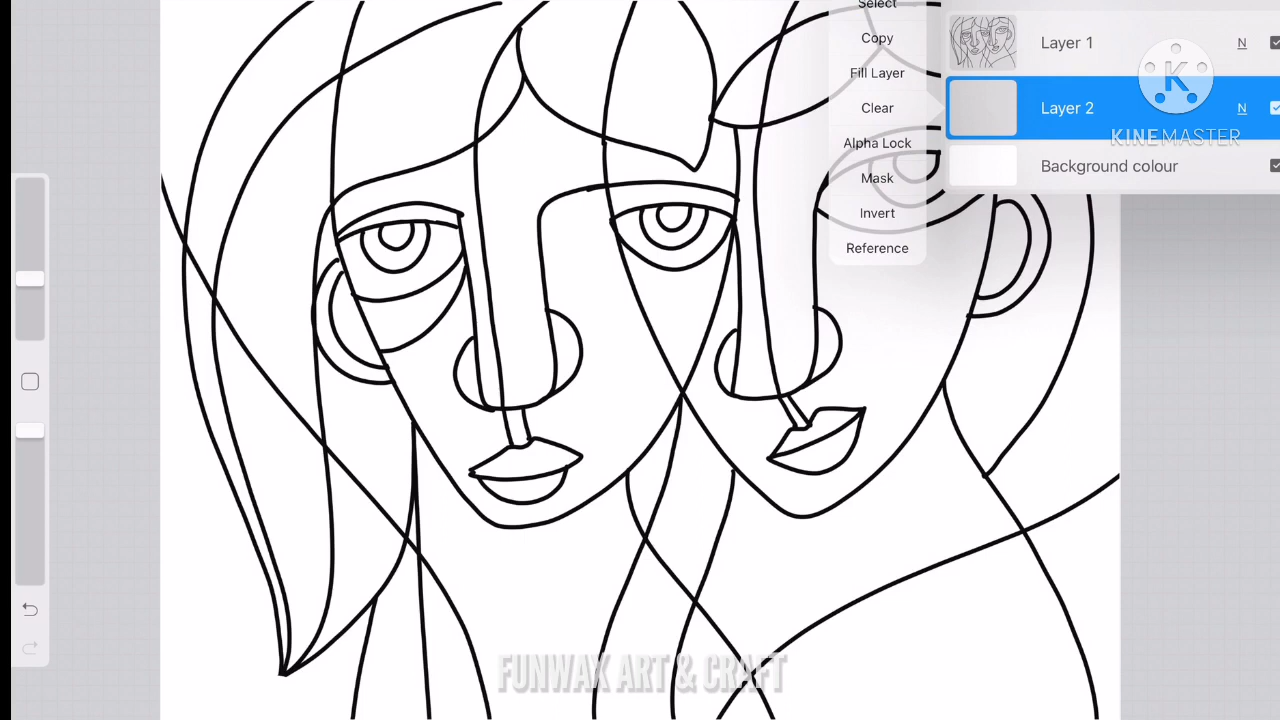 Select
Copy
Fill Layer
Clear
Alpha Lock
Mask
Invert
Reference
Layer 1 N
Layer 2 N
Background colour
K
KINEMASTER
FUNWAX ART & CRAFT